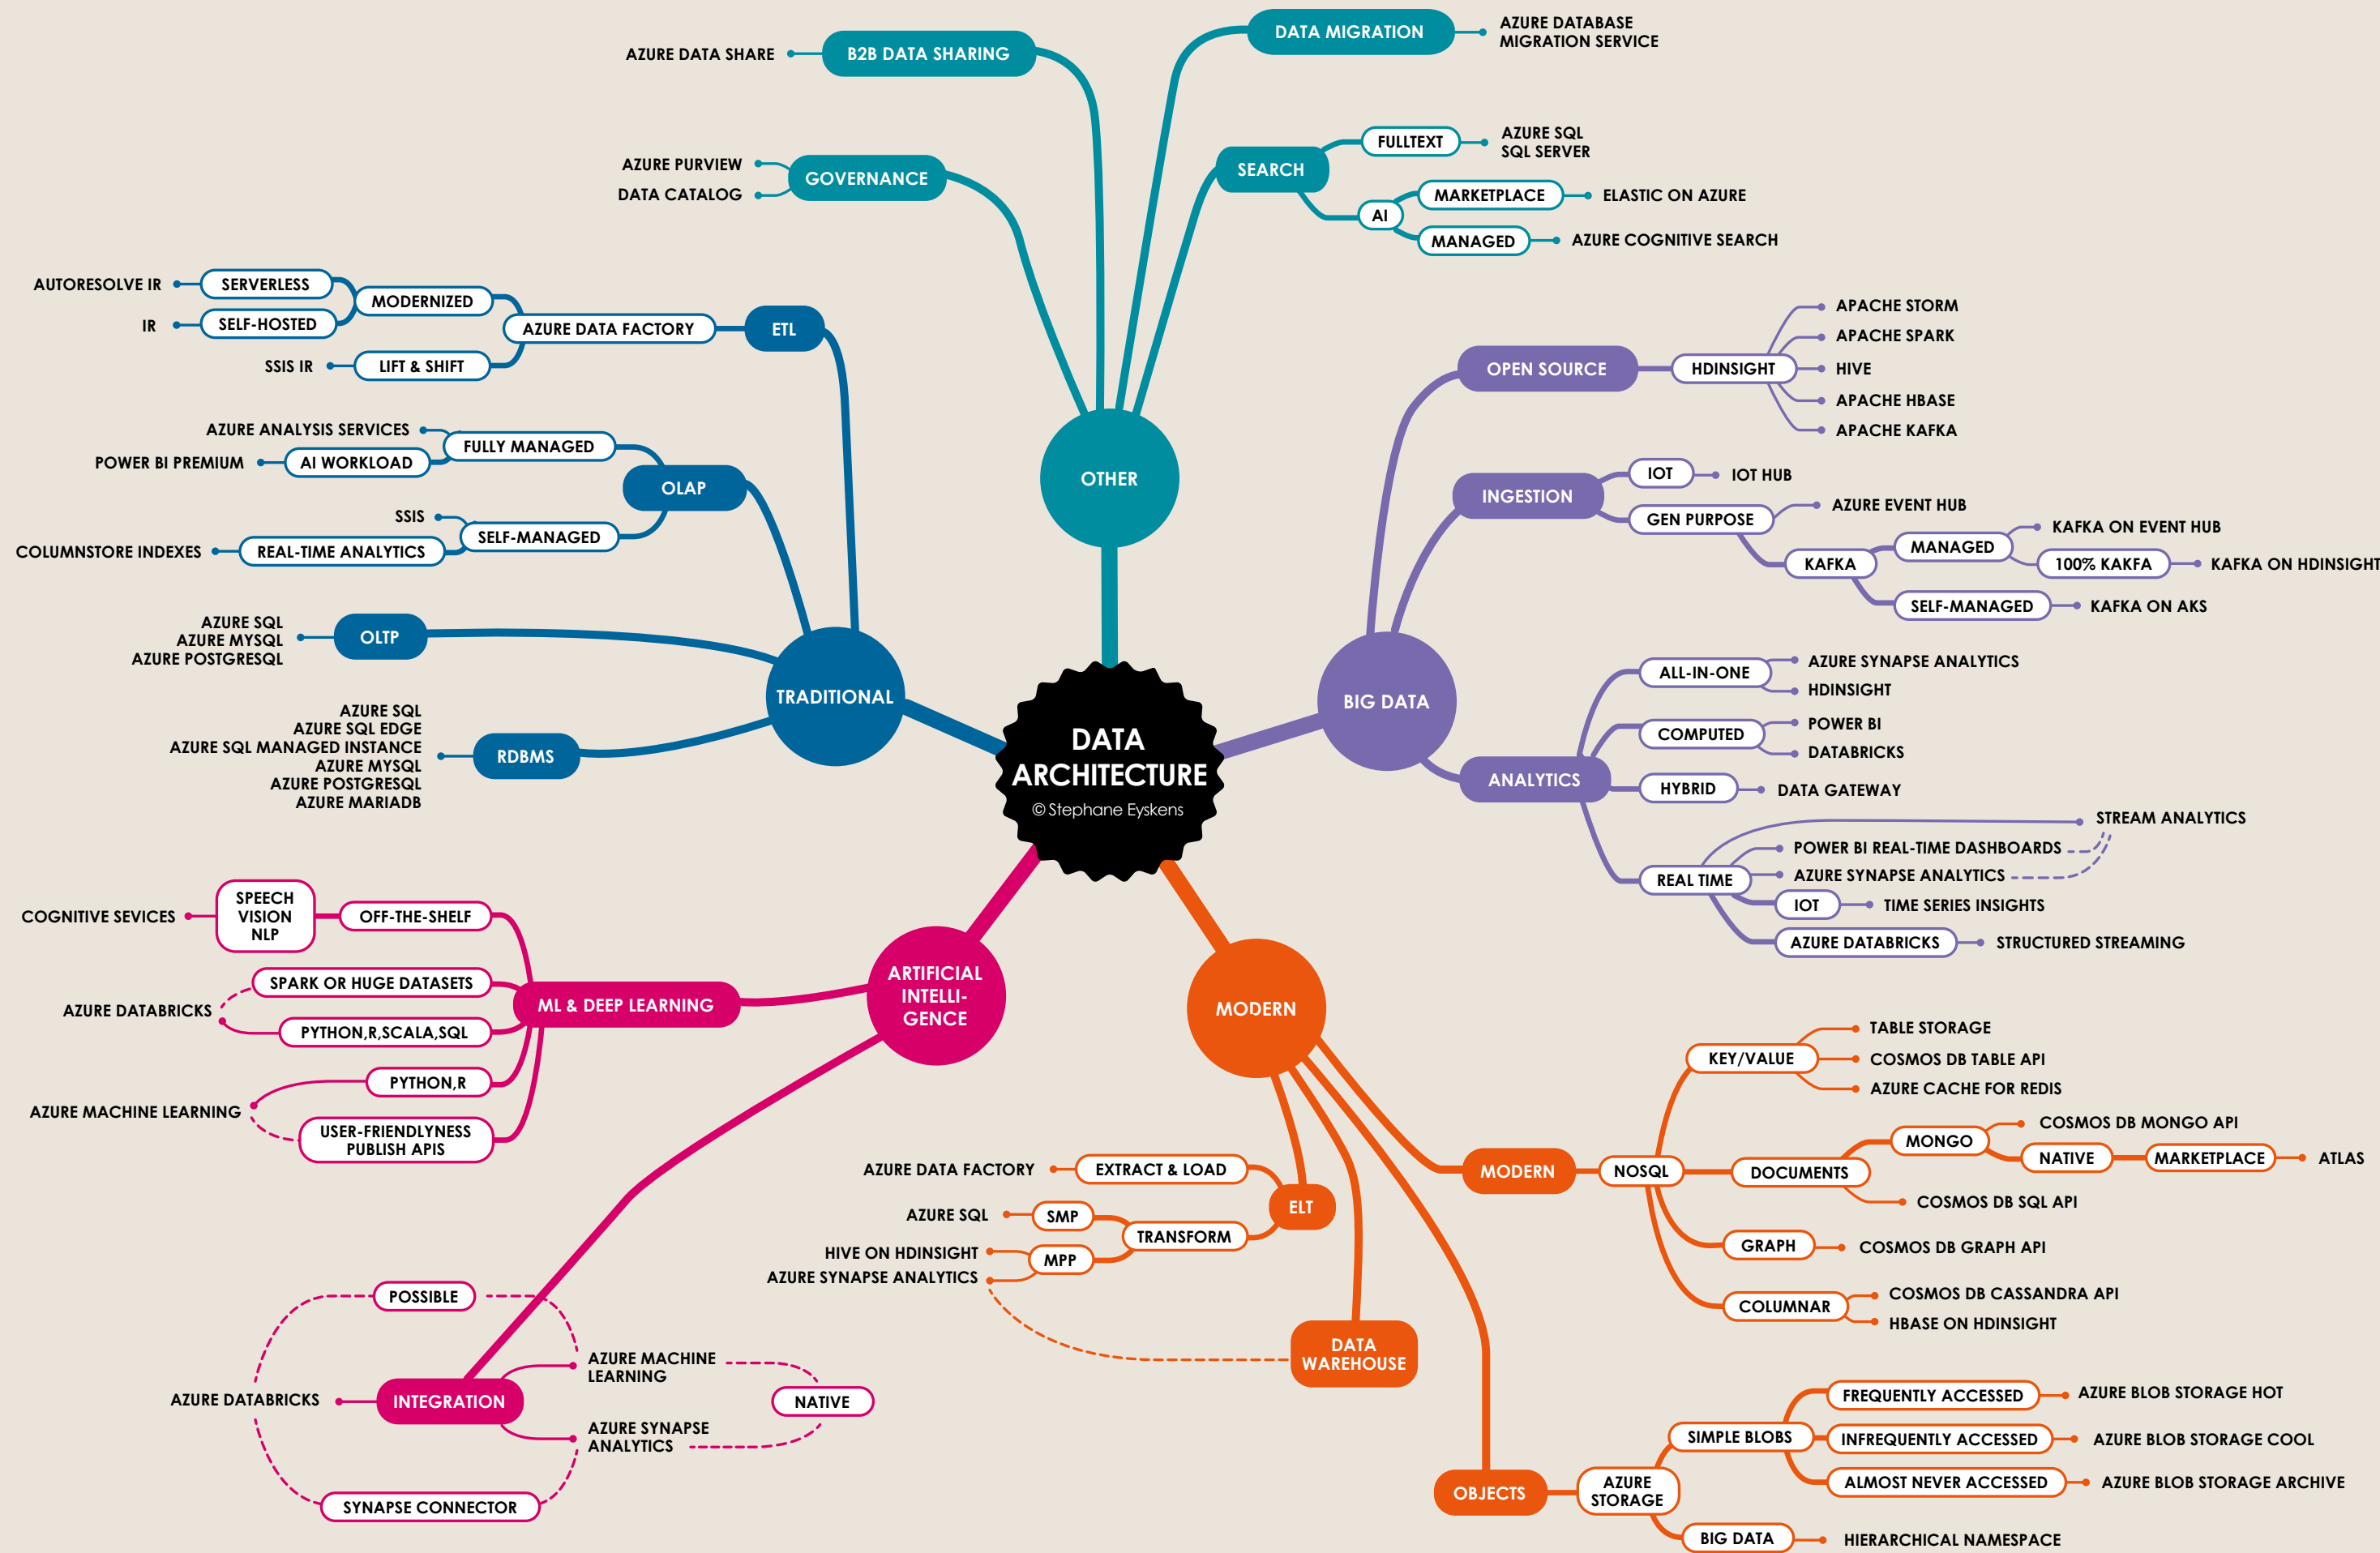 DATA
ARCHITECTURE
© Stephane Eyskens
OTHER
B2B DATA SHARING
AZURE DATA SHARE
GOVERNANCE
AZURE PURVIEW
DATA CATALOG
DATA MIGRATION
AZURE DATABASE
MIGRATION SERVICE
SEARCH
FULLTEXT
AZURE SQL
SQL SERVER
AI
MARKETPLACE
ELASTIC ON AZURE
MANAGED
AZURE COGNITIVE SEARCH
TRADITIONAL
ETL
AZURE DATA FACTORY
MODERNIZED
SERVERLESS
AUTORESOLVE IR
SELF-HOSTED
IR
LIFT & SHIFT
SSIS IR
OLAP
FULLY MANAGED
AZURE ANALYSIS SERVICES
AI WORKLOAD
POWER BI PREMIUM
SELF-MANAGED
SSIS
REAL-TIME ANALYTICS
COLUMNSTORE INDEXES
OLTP
AZURE SQL
AZURE MYSQL
AZURE POSTGRESQL
RDBMS
AZURE SQL
AZURE SQL EDGE
AZURE SQL MANAGED INSTANCE
AZURE MYSQL
AZURE POSTGRESQL
AZURE MARIADB
BIG DATA
OPEN SOURCE
HDINSIGHT
APACHE STORM
APACHE SPARK
HIVE
APACHE HBASE
APACHE KAFKA
INGESTION
IOT
IOT HUB
GEN PURPOSE
AZURE EVENT HUB
KAFKA
MANAGED
KAFKA ON EVENT HUB
100% KAKFA
KAFKA ON HDINSIGHT
SELF-MANAGED
KAFKA ON AKS
ANALYTICS
ALL-IN-ONE
AZURE SYNAPSE ANALYTICS
HDINSIGHT
COMPUTED
POWER BI
DATABRICKS
HYBRID
DATA GATEWAY
REAL TIME
STREAM ANALYTICS
POWER BI REAL-TIME DASHBOARDS
AZURE SYNAPSE ANALYTICS
IOT
TIME SERIES INSIGHTS
AZURE DATABRICKS
STRUCTURED STREAMING
ARTIFICIAL
INTELLI-
GENCE
ML & DEEP LEARNING
OFF-THE-SHELF
SPEECH
VISION
NLP
COGNITIVE SEVICES
SPARK OR HUGE DATASETS
AZURE DATABRICKS
PYTHON,R,SCALA,SQL
PYTHON,R
AZURE MACHINE LEARNING
USER-FRIENDLYNESS
PUBLISH APIS
INTEGRATION
POSSIBLE
AZURE MACHINE
LEARNING
AZURE DATABRICKS
NATIVE
AZURE SYNAPSE
ANALYTICS
SYNAPSE CONNECTOR
MODERN
ELT
EXTRACT & LOAD
AZURE DATA FACTORY
TRANSFORM
SMP
AZURE SQL
MPP
HIVE ON HDINSIGHT
AZURE SYNAPSE ANALYTICS
DATA
WAREHOUSE
MODERN
NOSQL
KEY/VALUE
TABLE STORAGE
COSMOS DB TABLE API
AZURE CACHE FOR REDIS
DOCUMENTS
MONGO
COSMOS DB MONGO API
NATIVE
MARKETPLACE
ATLAS
COSMOS DB SQL API
GRAPH
COSMOS DB GRAPH API
COLUMNAR
COSMOS DB CASSANDRA API
HBASE ON HDINSIGHT
OBJECTS
AZURE
STORAGE
SIMPLE BLOBS
FREQUENTLY ACCESSED
AZURE BLOB STORAGE HOT
INFREQUENTLY ACCESSED
AZURE BLOB STORAGE COOL
ALMOST NEVER ACCESSED
AZURE BLOB STORAGE ARCHIVE
BIG DATA
HIERARCHICAL NAMESPACE